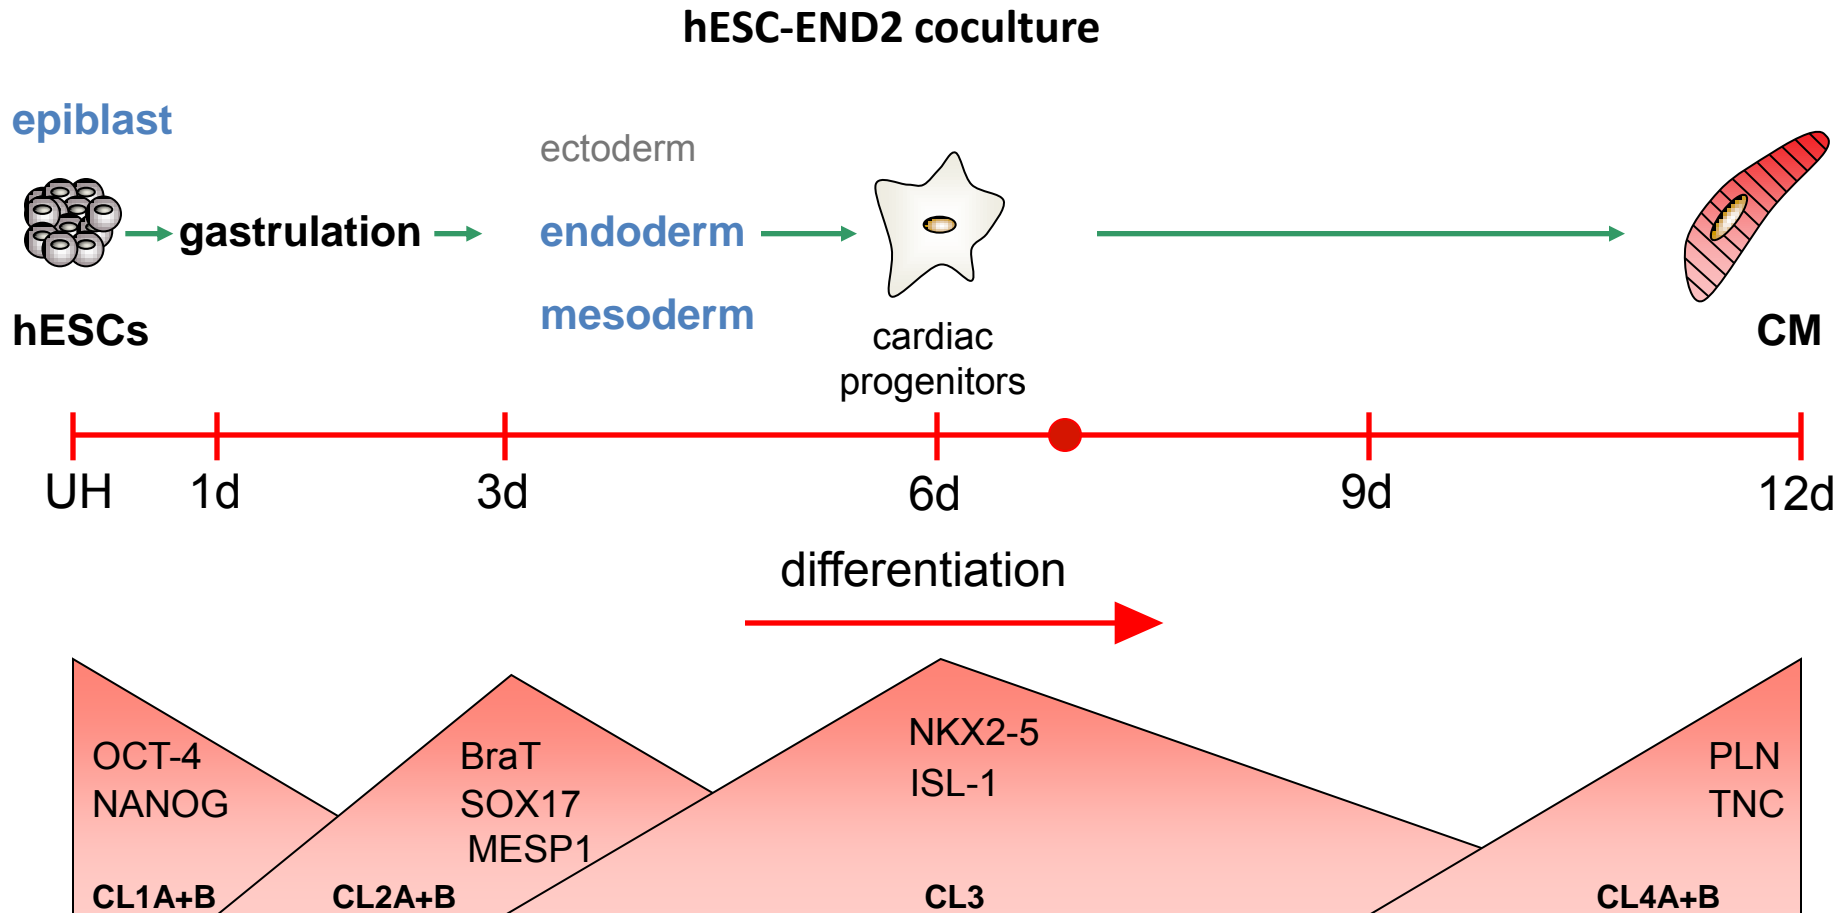 hESC-END2 coculture
epiblast
ectoderm
gastrulation
endoderm
mesoderm
hESCs
cardiac
progenitors
CM
UH 1d 3d 6d 9d 12d
differentiation
OCT-4
NANOG
CL1A+B
BraT
SOX17
MESP1
CL2A+B
NKX2-5
ISL-1
CL3
PLN
TNC
CL4A+B